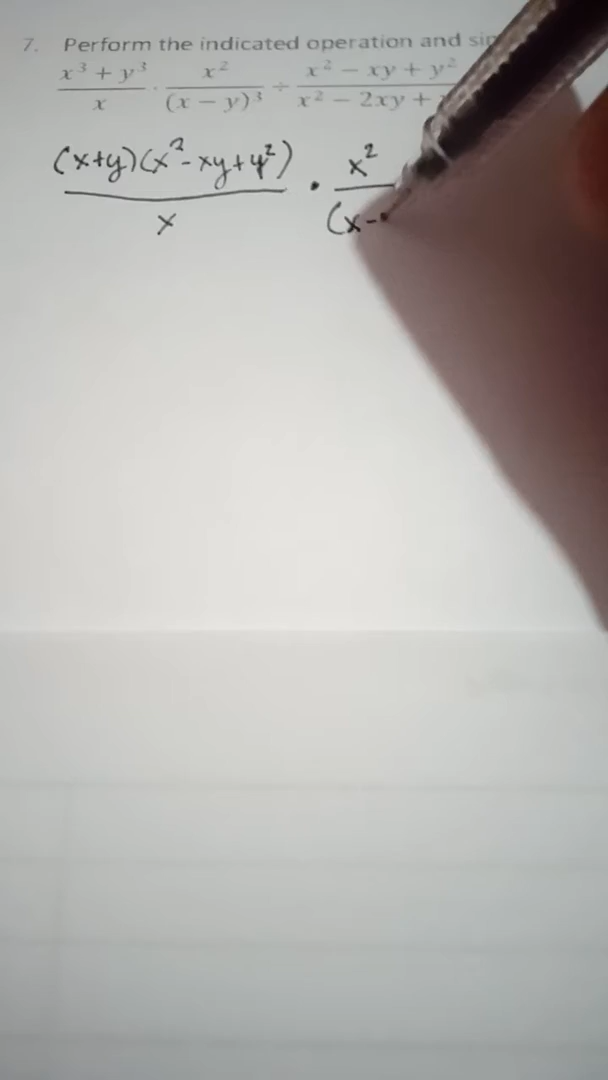 7. Perform the indicated operation and
x³ + y³ / x · x² / (x − y)³ ÷ x² − xy + y² / x² − 2xy +
(x+y)(x²-xy+y²) / x · x² / (x-